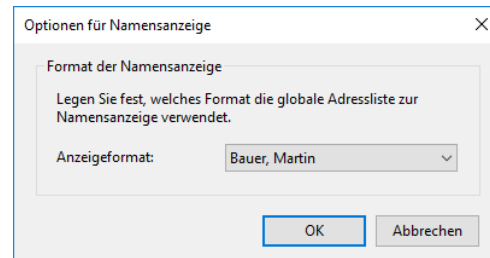 Optionen für Namensanzeige
Format der Namensanzeige
Legen Sie fest, welches Format die globale Adressliste zur
Namensanzeige verwendet.
Anzeigeformat: Bauer, Martin
OK Abbrechen